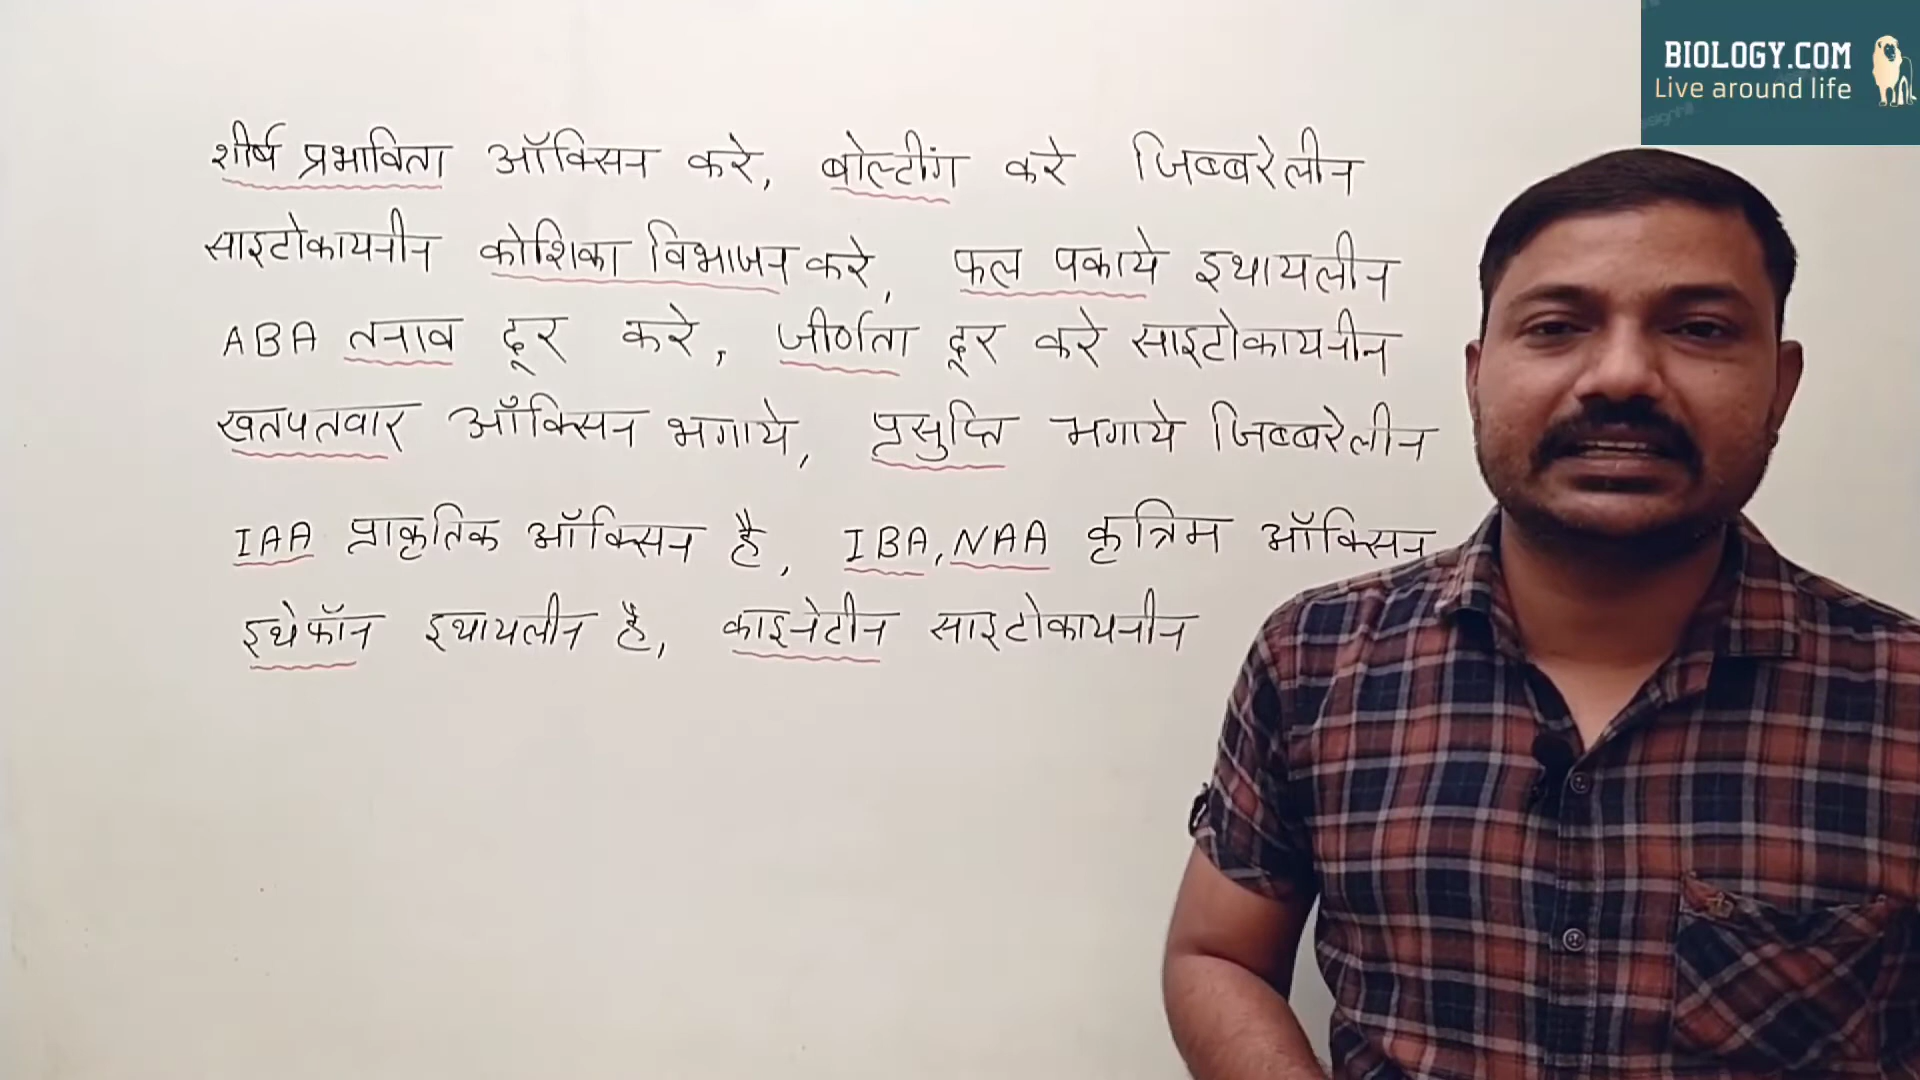 BIOLOGY.COM
Live around life
शीर्ष प्रभाविता ऑक्सिन करे, बोल्टींग करे जिब्बरेलीन
साइटोकायनीन कोशिका विभाजन करे, फल पकाये इथायलीन
ABA तनाव दूर करे, जीर्णता दूर करे साइटोकायनीन
खतपतवार ऑक्सिन भगाये, प्रसुप्ति भगाये जिब्बरेलीन
IAA प्राकृतिक ऑक्सिन है, IBA, NAA कृत्रिम ऑक्सिन
इथेफॉन इथायलीन है, काइनेटीन साइटोकायनीन